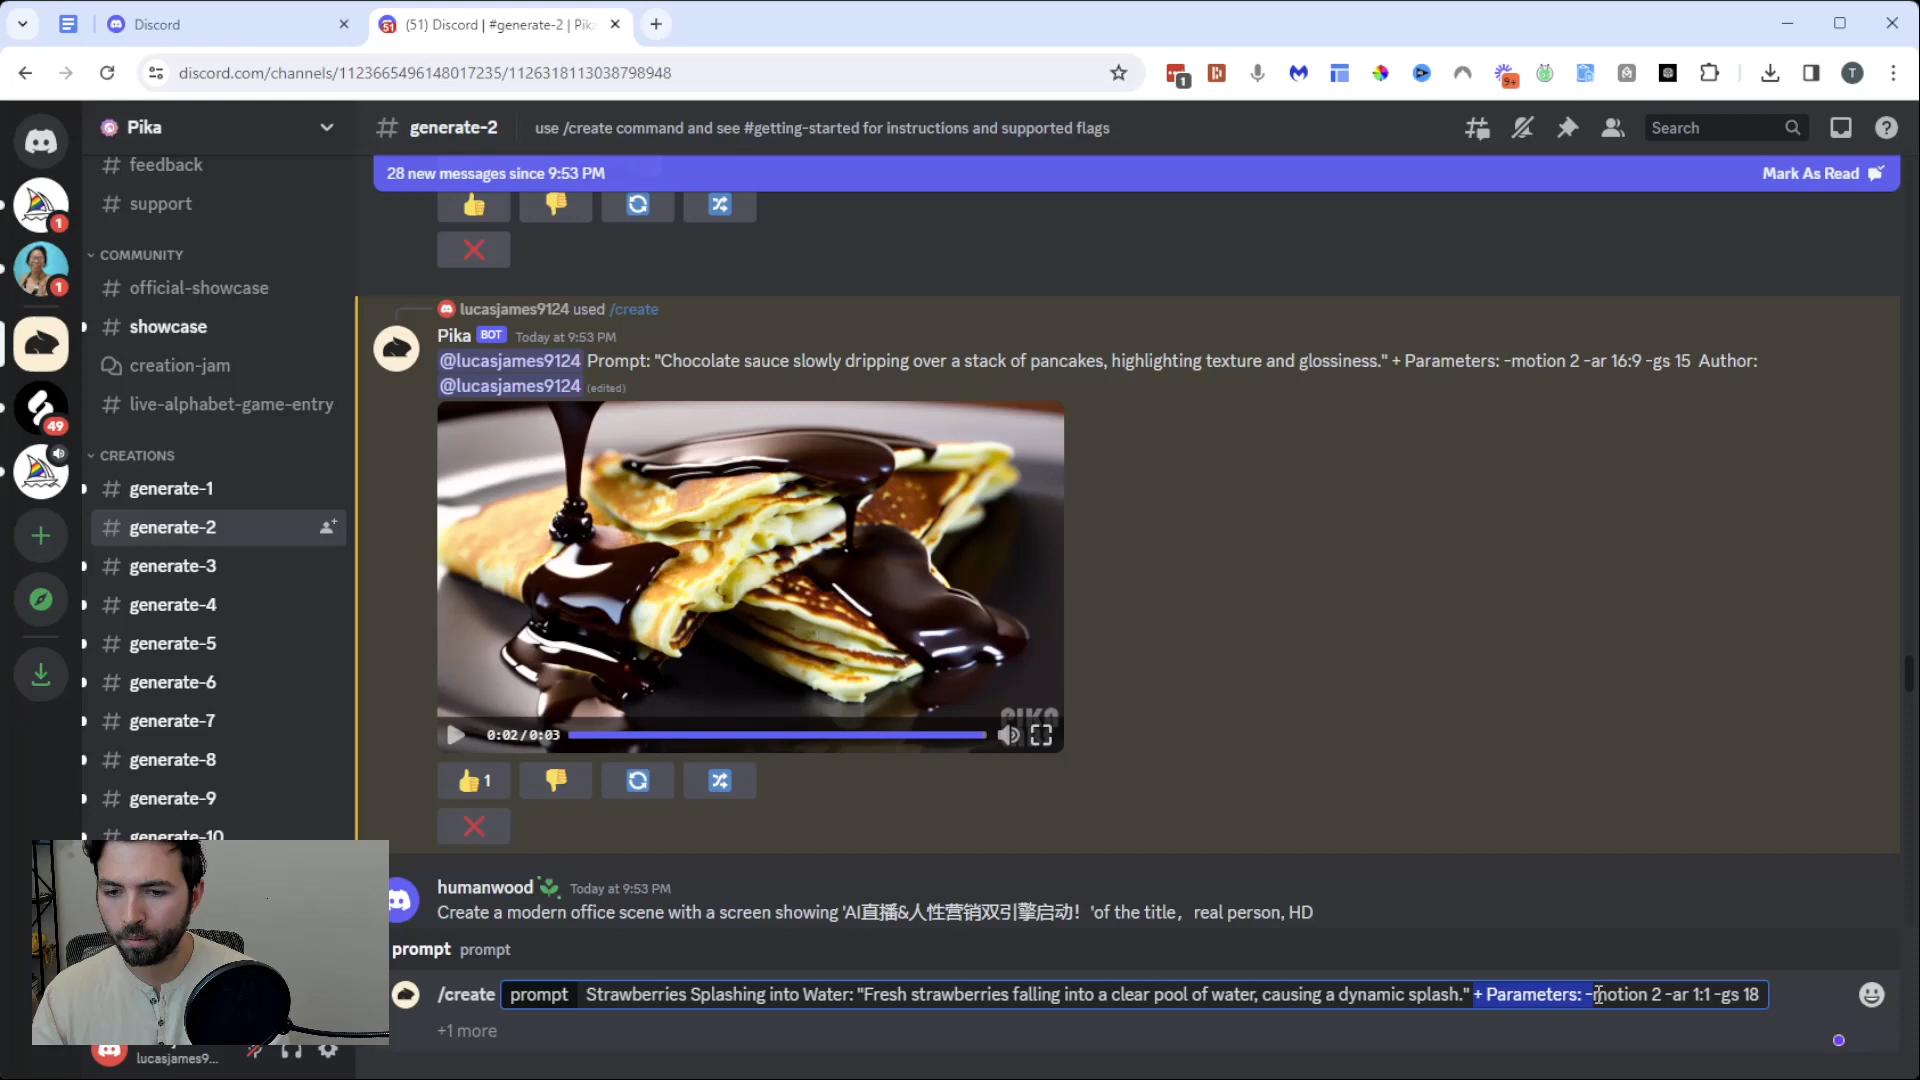 Discord
(51) Discord | #generate-2 | Pik
discord.com/channels/1123665496148017235/1126318113038798948
1
9+
T
Pika
generate-2
use /create command and see #getting-started for instructions and supported flags
Search
28 new messages since 9:53 PM
Mark As Read
feedback
support
COMMUNITY
official-showcase
showcase
creation-jam
live-alphabet-game-entry
CREATIONS
generate-1
generate-2
generate-3
generate-4
generate-5
generate-6
generate-7
generate-8
generate-9
generate-10
1
1
49
lucasjames9124 used /create
Pika BOT Today at 9:53 PM
@lucasjames9124 Prompt: "Chocolate sauce slowly dripping over a stack of pancakes, highlighting texture and glossiness." + Parameters: -motion 2 -ar 16:9 -gs 15 Author:
@lucasjames9124 (edited)
PIKA
0:02/0:03
1
humanwood Today at 9:53 PM
Create a modern office scene with a screen showing 'AI直播&人性营销双引擎启动！'of the title，real person, HD
prompt prompt
/create prompt Strawberries Splashing into Water: "Fresh strawberries falling into a clear pool of water, causing a dynamic splash." + Parameters: -motion 2 -ar 1:1 -gs 18
+1 more
lucasjames9...